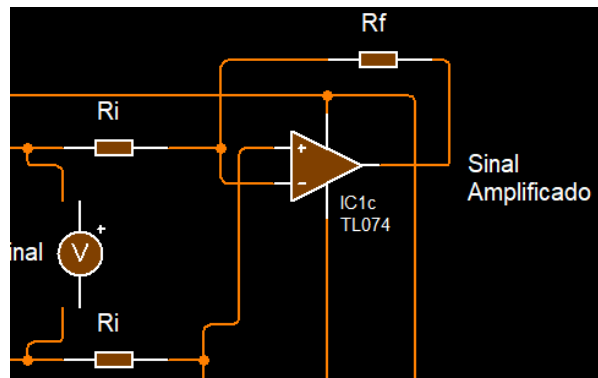 Rf
Ri
+
-
IC1c
TL074
Sinal
Amplificado
+
inal
V
Ri